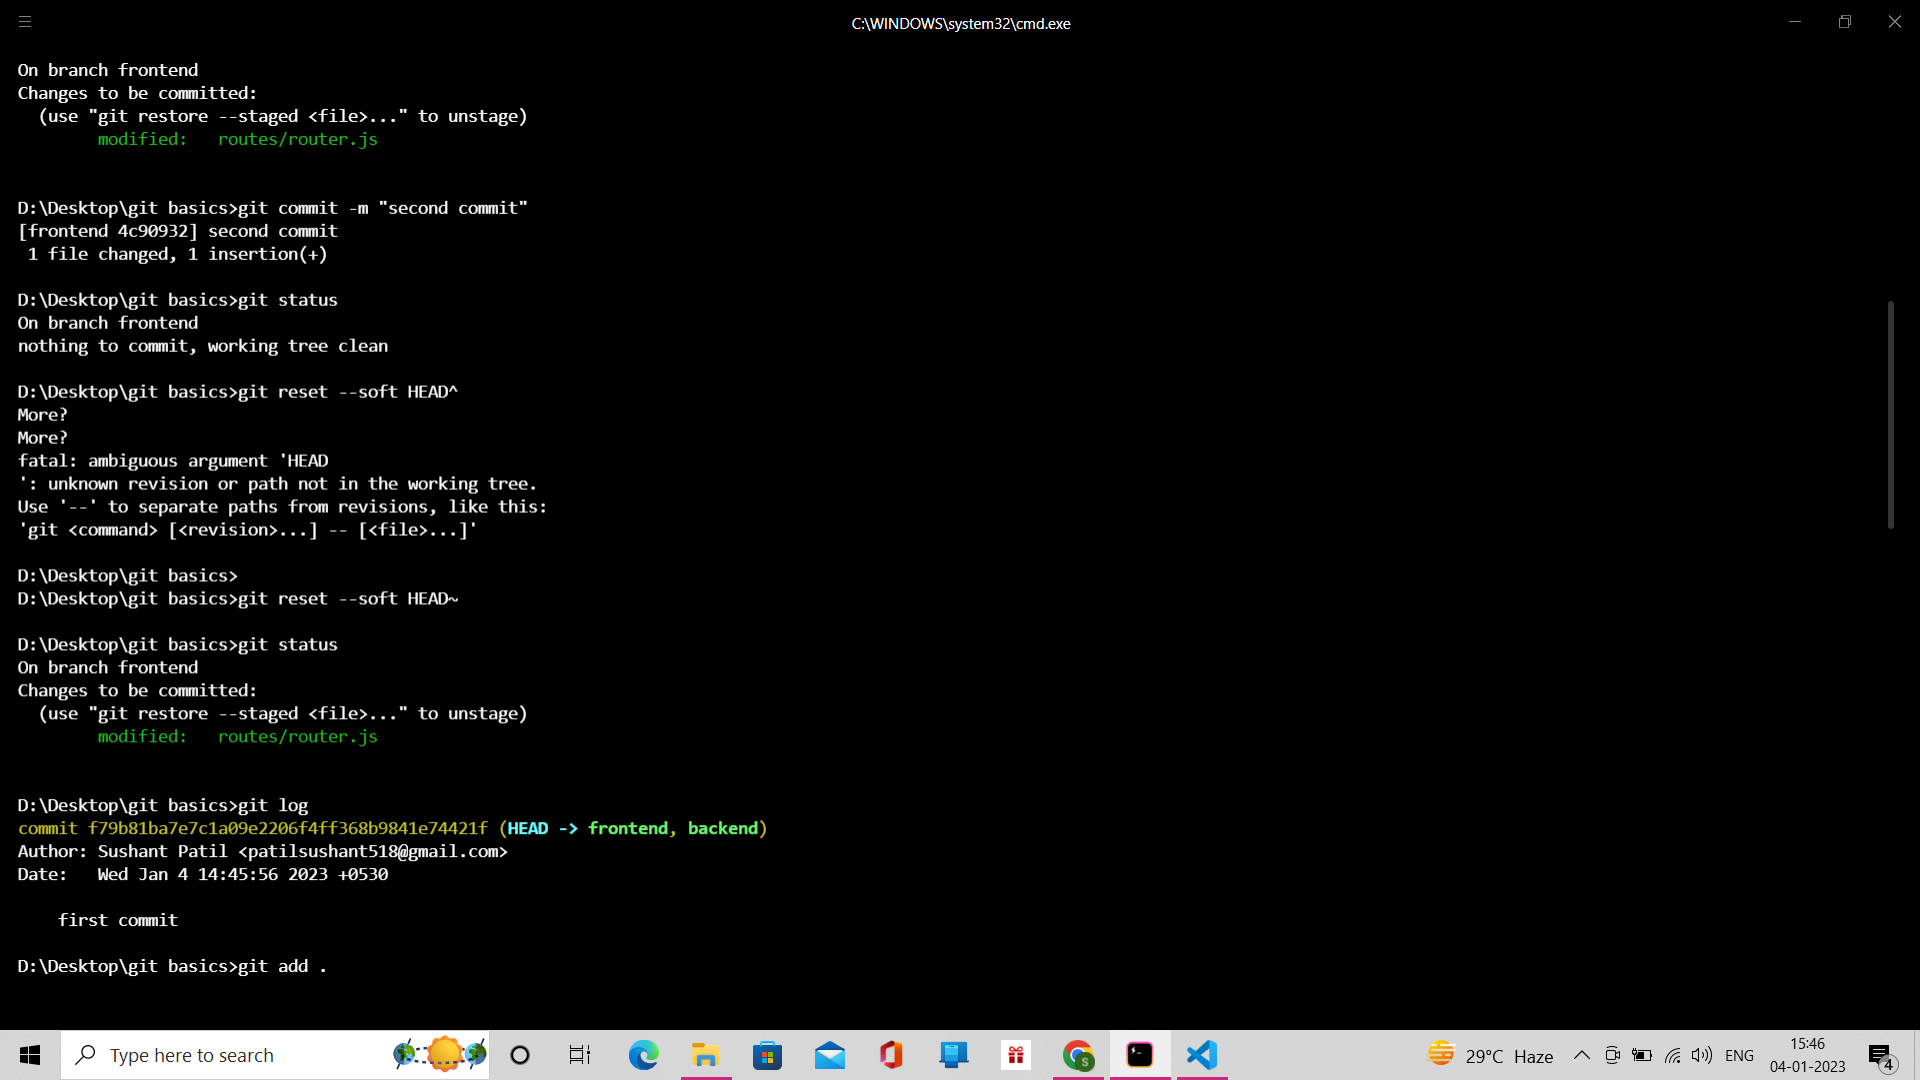 C:\WINDOWS\system32\cmd.exe
On branch frontend
Changes to be committed:
  (use "git restore --staged <file>..." to unstage)
        modified:   routes/router.js
D:\Desktop\git basics>git commit -m "second commit"
[frontend 4c90932] second commit
 1 file changed, 1 insertion(+)
D:\Desktop\git basics>git status
On branch frontend
nothing to commit, working tree clean
D:\Desktop\git basics>git reset --soft HEAD^
More?
More?
fatal: ambiguous argument 'HEAD
': unknown revision or path not in the working tree.
Use '--' to separate paths from revisions, like this:
'git <command> [<revision>...] -- [<file>...]'
D:\Desktop\git basics>
D:\Desktop\git basics>git reset --soft HEAD~
D:\Desktop\git basics>git status
On branch frontend
Changes to be committed:
  (use "git restore --staged <file>..." to unstage)
        modified:   routes/router.js
D:\Desktop\git basics>git log
commit f79b81ba7e7c1a09e2206f4ff368b9841e74421f (HEAD -> frontend, backend)
Author: Sushant Patil <patilsushant518@gmail.com>
Date:   Wed Jan 4 14:45:56 2023 +0530
    first commit
D:\Desktop\git basics>git add .
Type here to search
S
29°C Haze
ENG
15:46
04-01-2023
4